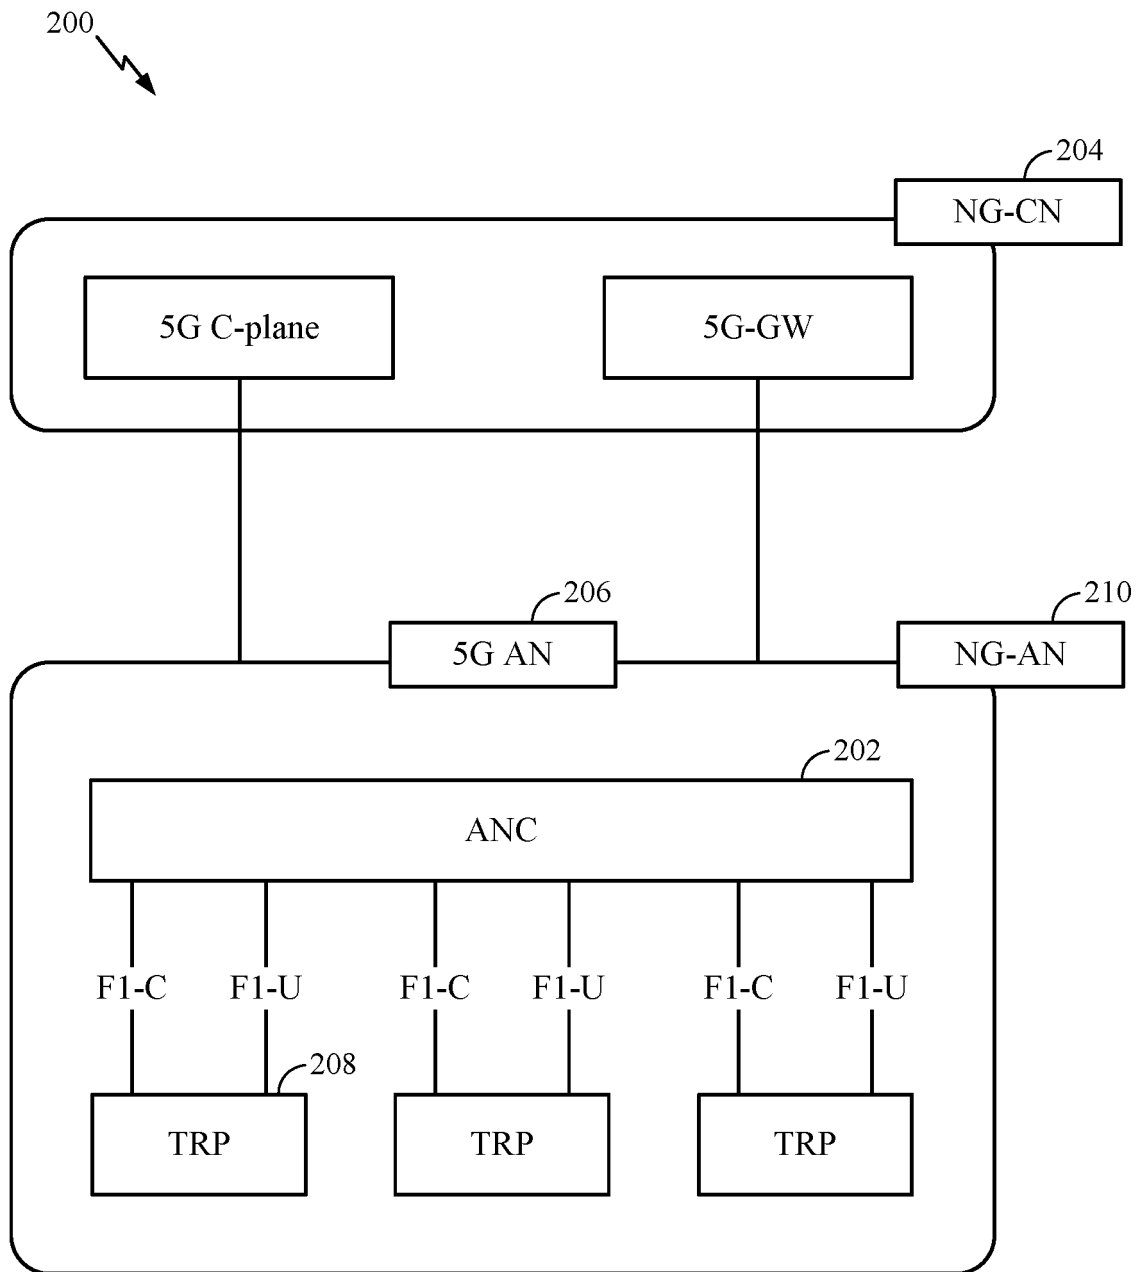 200
204
NG-CN
5G C-plane
5G-GW
206
210
5G AN
NG-AN
202
ANC
F1-C
F1-U
F1-C
F1-U
F1-C
F1-U
208
TRP
TRP
TRP